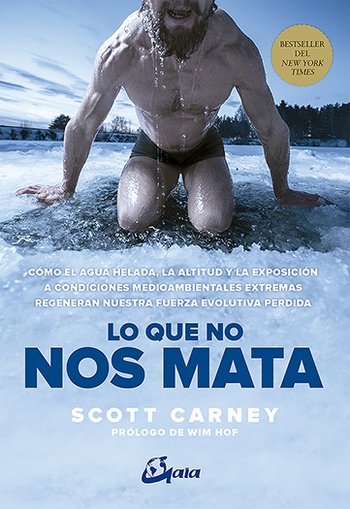 BESTSELLER
DEL
NEW YORK
TIMES
CÓMO EL AGUA HELADA, LA ALTITUD Y LA EXPOSICIÓN
A CONDICIONES MEDIOAMBIENTALES EXTREMAS
REGENERAN NUESTRA FUERZA EVOLUTIVA PERDIDA
LO QUE NO
NOS MATA
SCOTT CARNEY
PRÓLOGO DE WIM HOF
Gaia